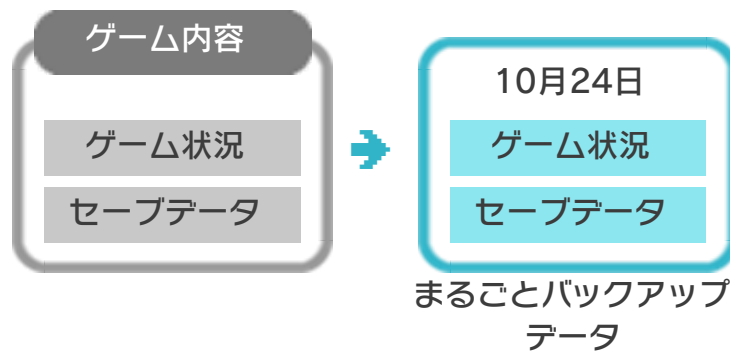 ゲーム内容
ゲーム状況
セーブデータ
10月24日
ゲーム状況
セーブデータ
まるごとバックアップ
データ